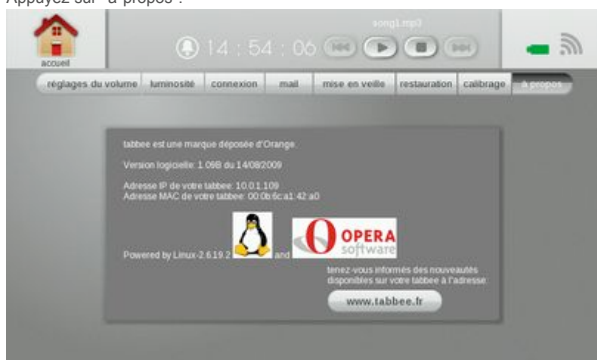 Appuyez sur "à propos".
song1.mp3
14 : 54 : 06
accueil
réglages du volume luminosité connexion mail mise en veille restauration calibrage à propos
tabbee est une marque déposée d'Orange.
Version logicielle: 1.09B du 14/08/2009
Adresse IP de votre tabbee: 10.0.1.109
Adresse MAC de votre tabbee: 00:0b:6c:a1:42:a0
OPERA
software
Powered by Linux-2.6.19.2 and
tenez-vous informés des nouveautés
disponibles sur votre tabbee à l'adresse:
www.tabbee.fr